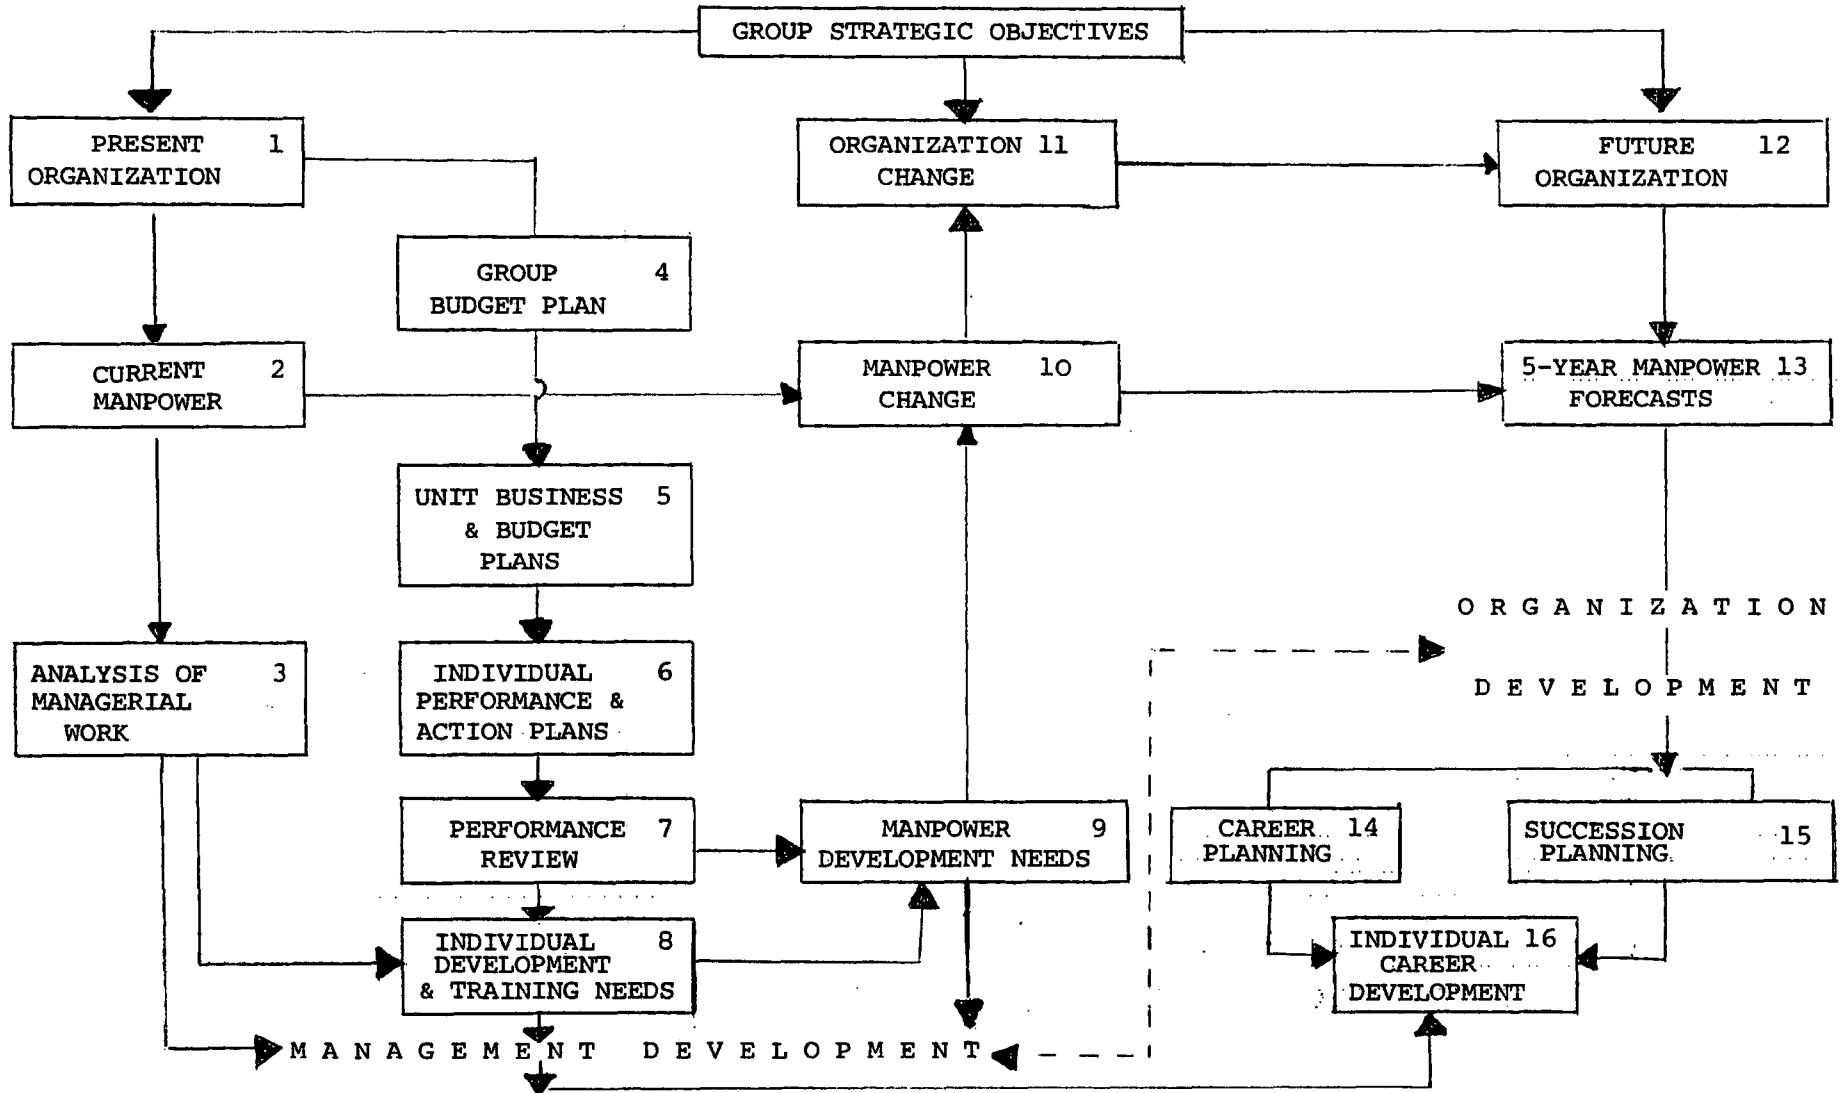 GROUP STRATEGIC OBJECTIVES
PRESENT 1
ORGANIZATION
ORGANIZATION 11
CHANGE
FUTURE 12
ORGANIZATION
GROUP 4
BUDGET PLAN
CURRENT 2
MANPOWER
MANPOWER 10
CHANGE
5-YEAR MANPOWER 13
FORECASTS
UNIT BUSINESS 5
& BUDGET
PLANS
ORGANIZATION
DEVELOPMENT
ANALYSIS OF 3
MANAGERIAL
WORK
INDIVIDUAL 6
PERFORMANCE &
ACTION PLANS
PERFORMANCE 7
REVIEW
MANPOWER 9
DEVELOPMENT NEEDS
CAREER 14
PLANNING
SUCCESSION 15
PLANNING
INDIVIDUAL 8
DEVELOPMENT
& TRAINING NEEDS
INDIVIDUAL 16
CAREER
DEVELOPMENT
MANAGEMENT DEVELOPMENT